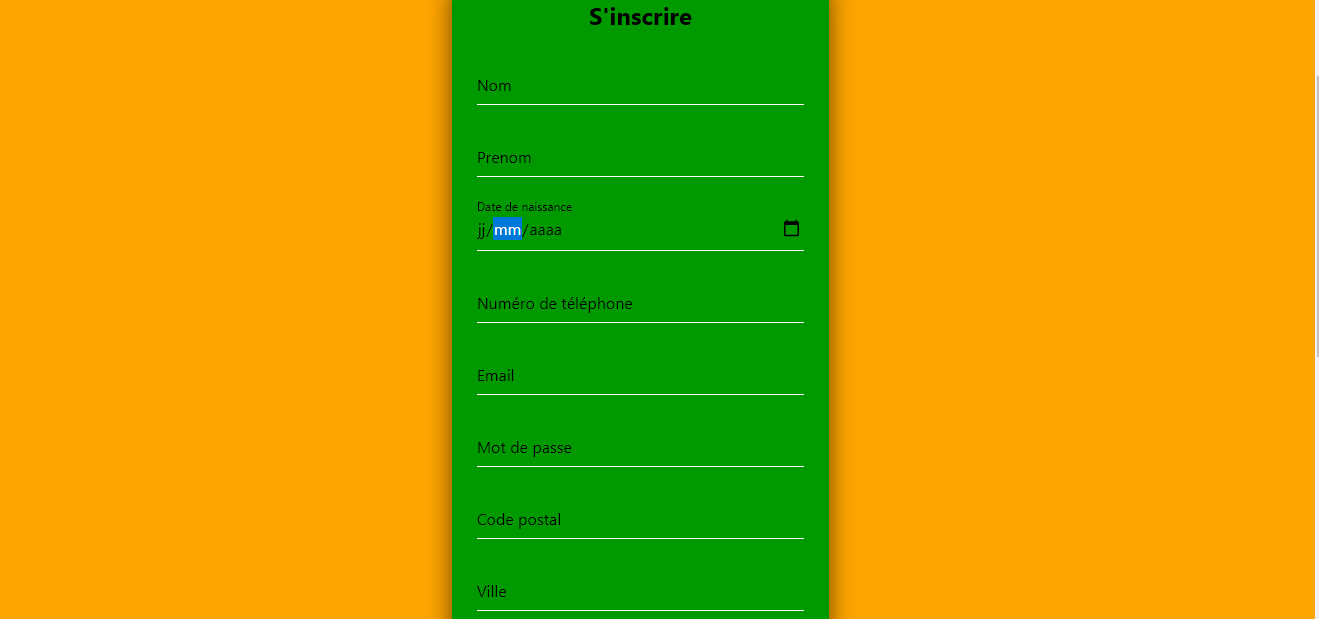 S'inscrire
Nom
Prenom
Date de naissance
jj/mm/aaaa
Numéro de téléphone
Email
Mot de passe
Code postal
Ville